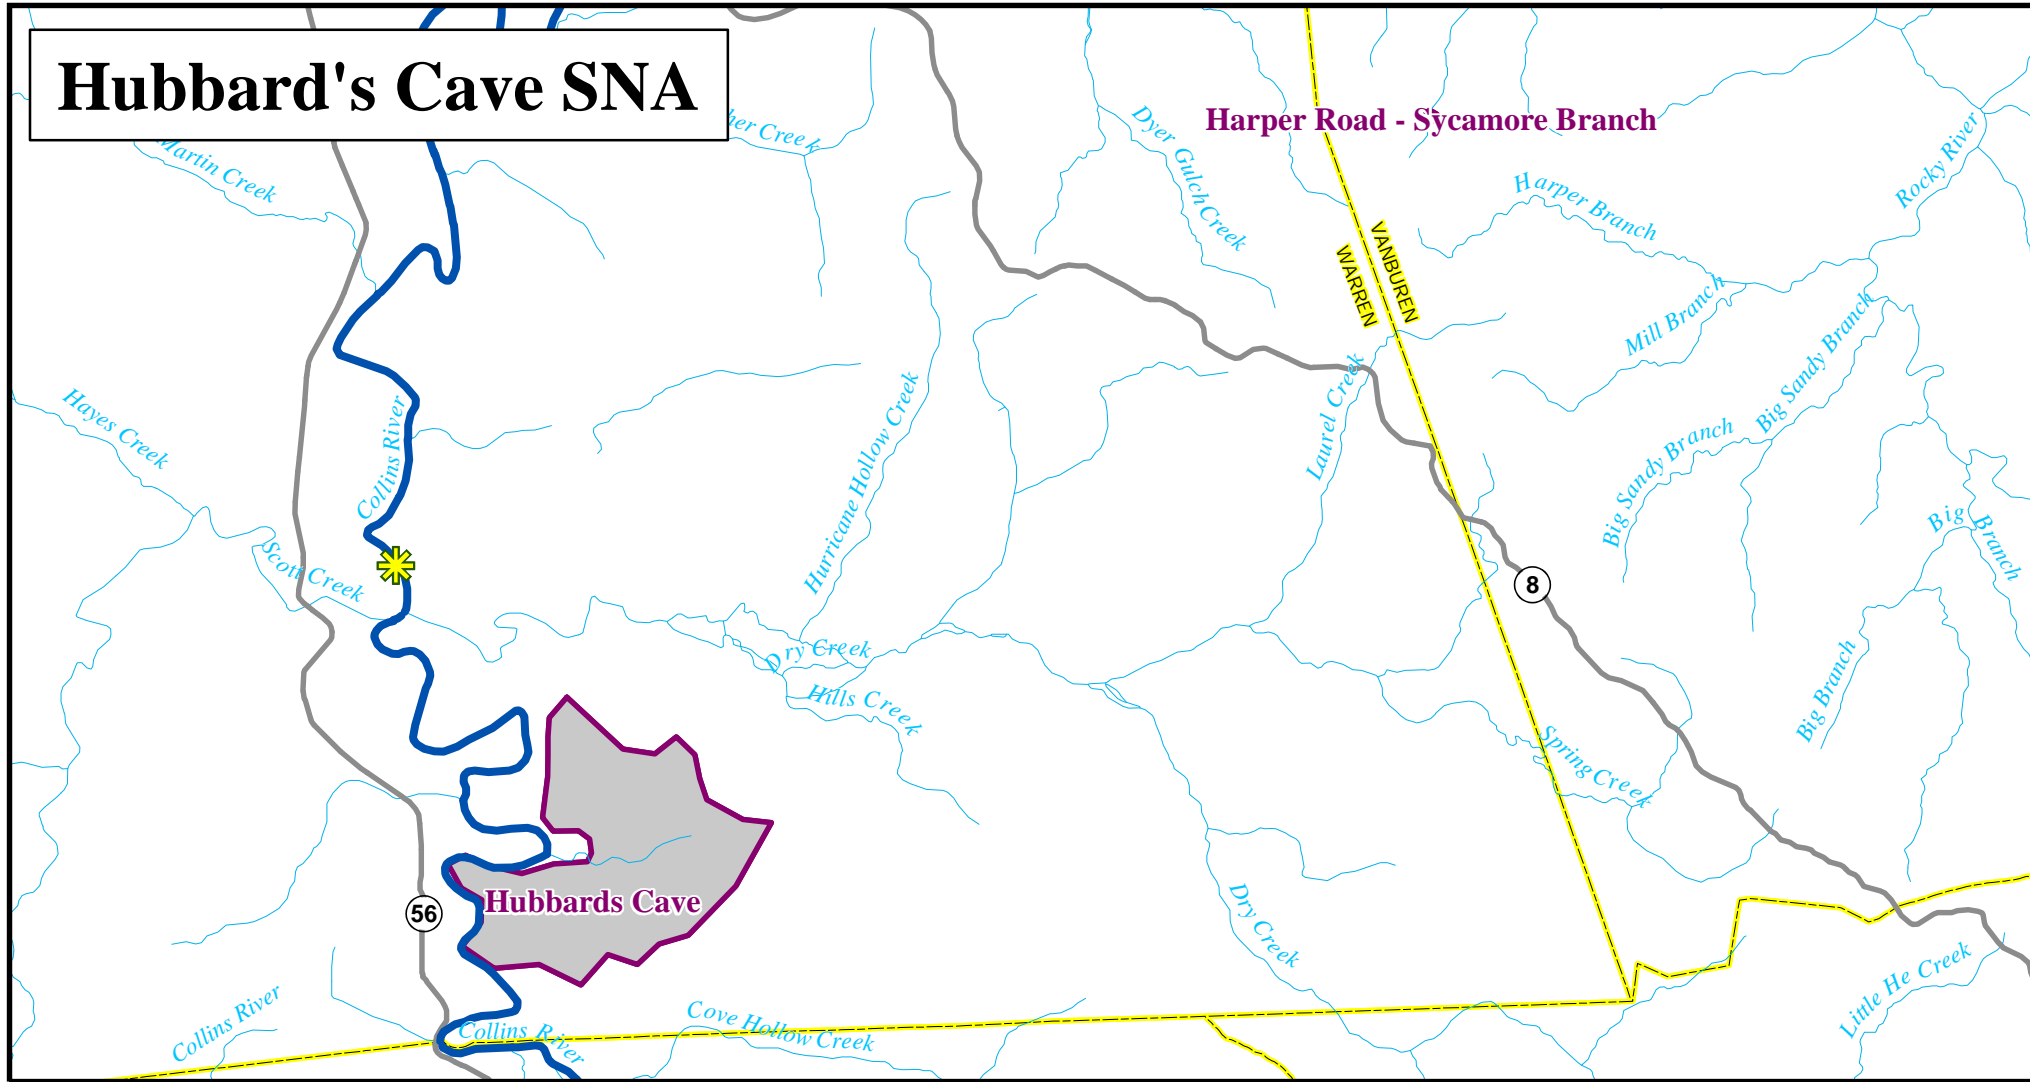 Hubbard's Cave SNA
Harper Road - Sycamore Branch
Creek
Martin Creek
Dyer Gulch Creek
Harper Branch
Rocky River
VANBUREN
WARREN
Mill Branch
Big Sandy Branch
Hayes Creek
Collins River
Hurricane Hollow Creek
Laurel Creek
Big Sandy Branch
Big Branch
Scott Creek
8
Dry Creek
Hills Creek
Big Branch
Spring Creek
Hubbards Cave
56
Dry Creek
Little He Creek
Collins River
Collins River
Cove Hollow Creek